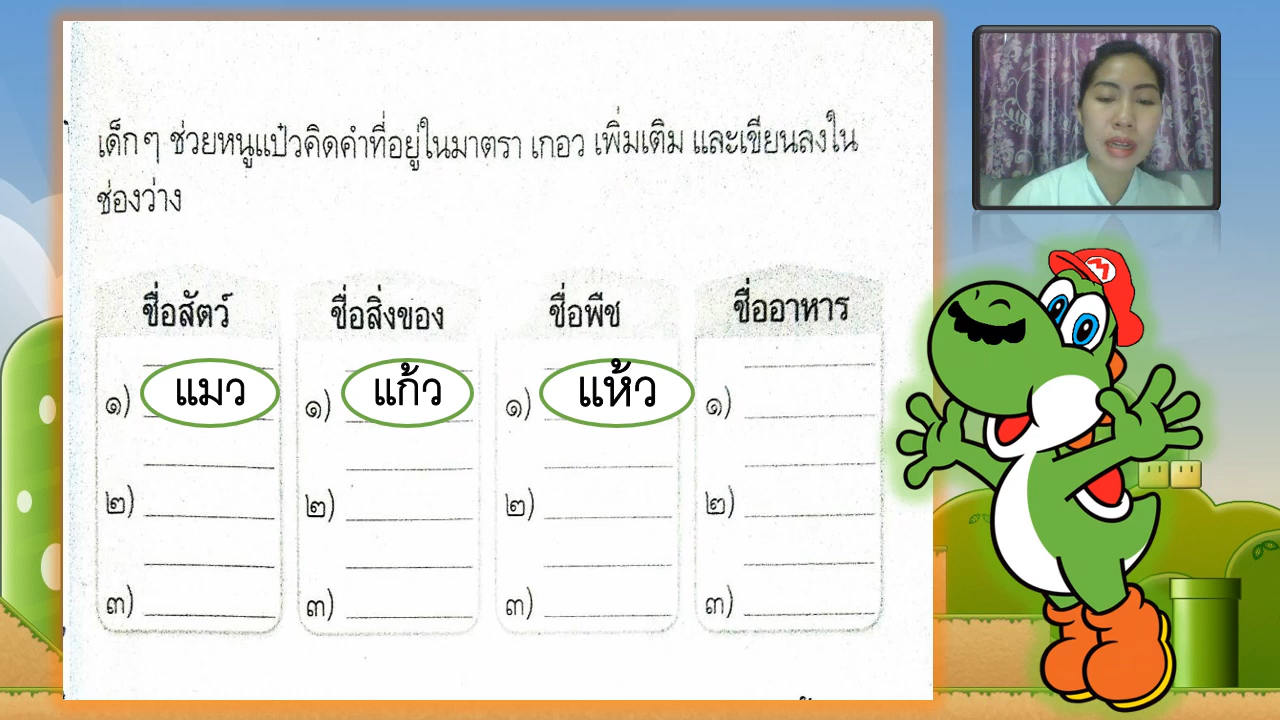 เด็กๆ ช่วยหนูแป๋วคิดคำที่อยู่ในมาตรา เกอว เพิ่มเติม และเขียนลงใน
ช่องว่าง
ชื่อสัตว์ ชื่อสิ่งของ ชื่อพืช ชื่ออาหาร
๑) แมว ๑) แก้ว ๑) แห้ว ๑)
๒) ๒) ๒) ๒)
๓) ๓) ๓) ๓)
M